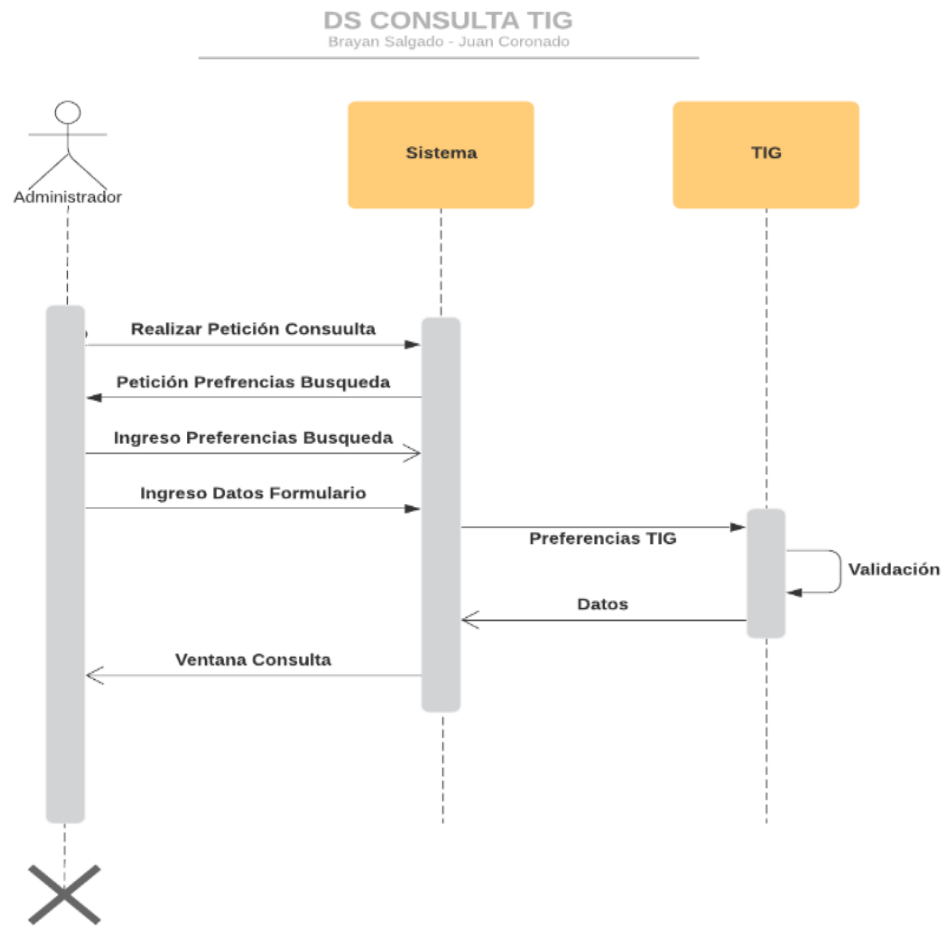 DS CONSULTA TIG
Brayan Salgado - Juan Coronado
Administrador
Sistema
TIG
Realizar Petición Consuulta
Petición Prefrencias Busqueda
Ingreso Preferencias Busqueda
Ingreso Datos Formulario
Preferencias TIG
Validación
Datos
Ventana Consulta